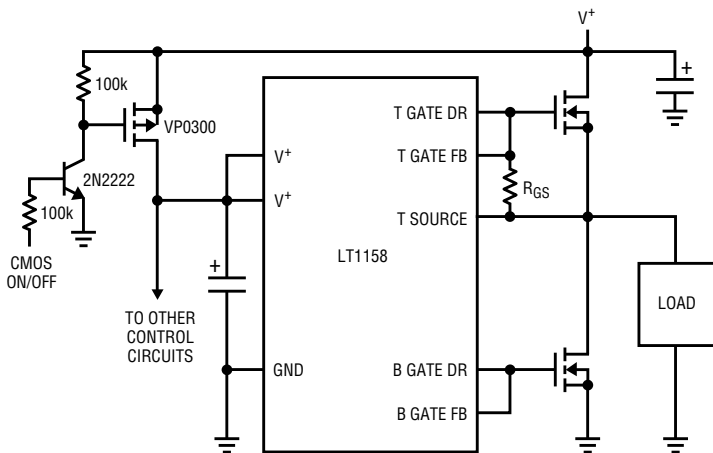 V+
100k
VP0300
2N2222
100k
CMOS
ON/OFF
TO OTHER
CONTROL
CIRCUITS
+
V+
V+
GND
LT1158
T GATE DR
T GATE FB
RGS
T SOURCE
B GATE DR
B GATE FB
+
LOAD